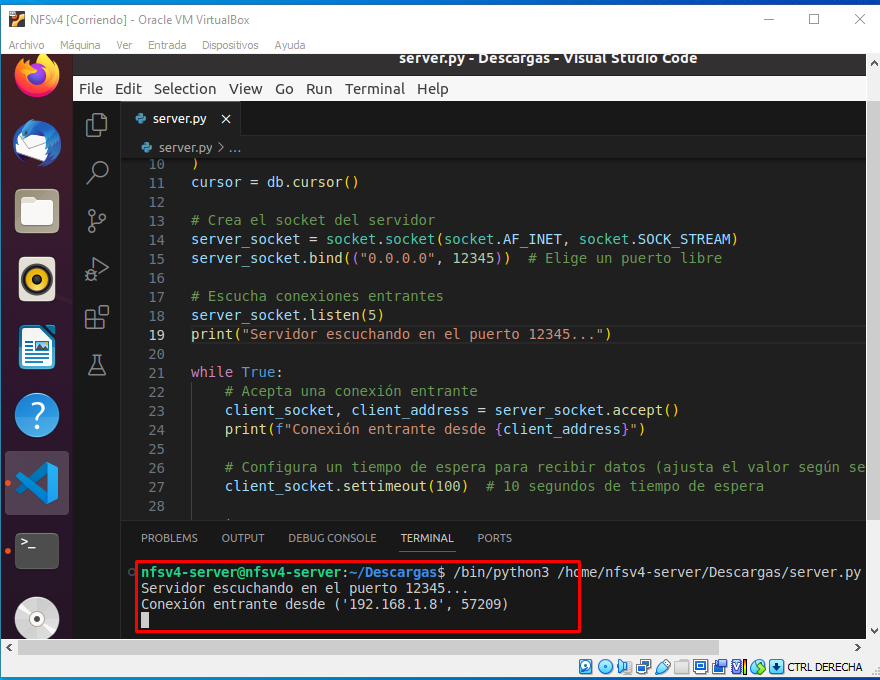 NFSv4 [Corriendo] - Oracle VM VirtualBox
Archivo Máquina Ver Entrada Dispositivos Ayuda
server.py - Descargas - Visual Studio Code
File Edit Selection View Go Run Terminal Help
server.py
server.py > ...
10 )
11 cursor = db.cursor()
12
13 # Crea el socket del servidor
14 server_socket = socket.socket(socket.AF_INET, socket.SOCK_STREAM)
15 server_socket.bind(("0.0.0.0", 12345))  # Elige un puerto libre
16
17 # Escucha conexiones entrantes
18 server_socket.listen(5)
19 print("Servidor escuchando en el puerto 12345...")
20
21 while True:
22     # Acepta una conexión entrante
23     client_socket, client_address = server_socket.accept()
24     print(f"Conexión entrante desde {client_address}")
25
26     # Configura un tiempo de espera para recibir datos (ajusta el valor según se
27     client_socket.settimeout(100)  # 10 segundos de tiempo de espera
28
PROBLEMS OUTPUT DEBUG CONSOLE TERMINAL PORTS
nfsv4-server@nfsv4-server:~/Descargas$ /bin/python3 /home/nfsv4-server/Descargas/server.py
Servidor escuchando en el puerto 12345...
Conexión entrante desde ('192.168.1.8', 57209)
CTRL DERECHA